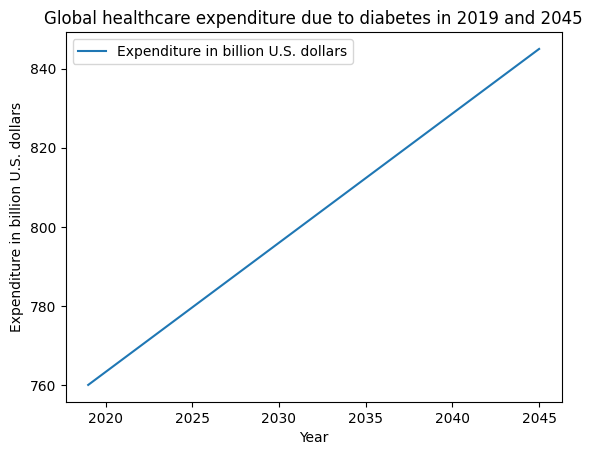 Global healthcare expenditure due to diabetes in 2019 and 2045
Expenditure in billion U.S. dollars
Expenditure in billion U.S. dollars
840
820
800
780
760
2020 2025 2030 2035 2040 2045
Year